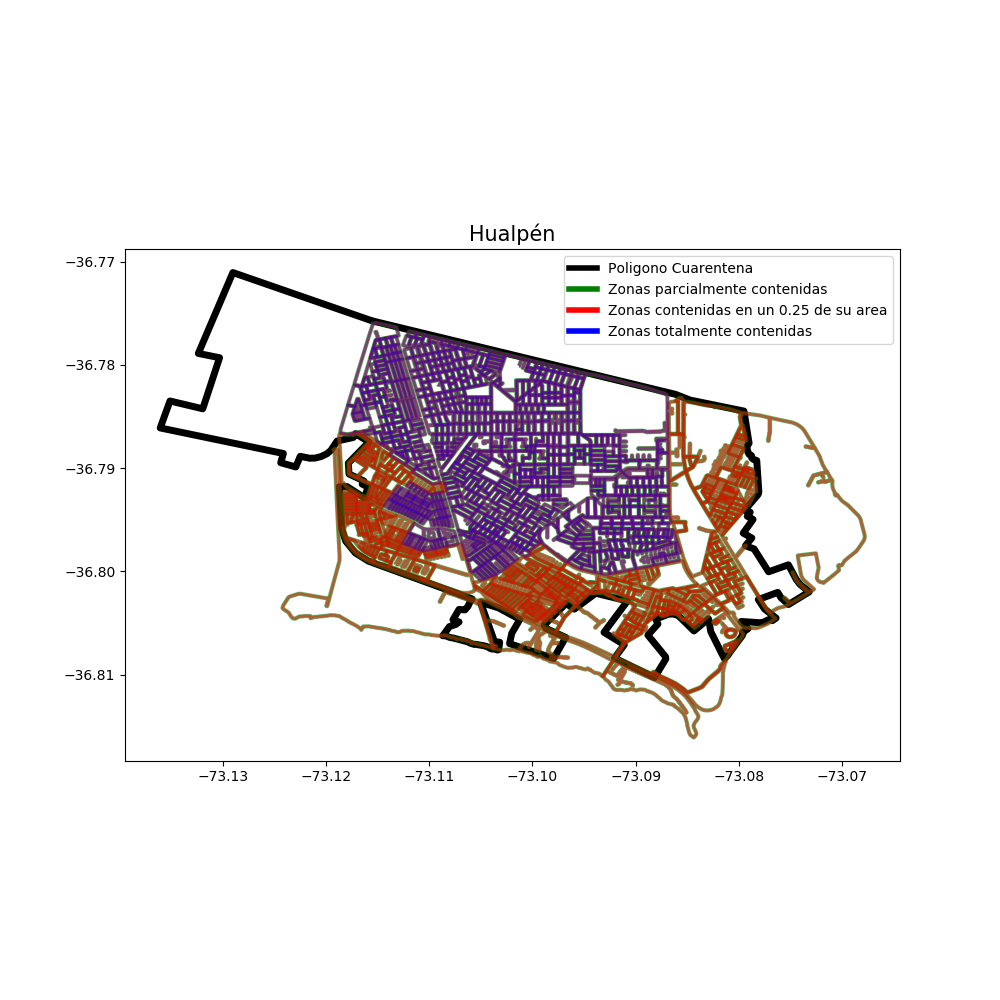 Hualpén
Poligono Cuarentena
Zonas parcialmente contenidas
Zonas contenidas en un 0.25 de su area
Zonas totalmente contenidas
−36.77
−36.78
−36.79
−36.80
−36.81
−73.13 −73.12 −73.11 −73.10 −73.09 −73.08 −73.07